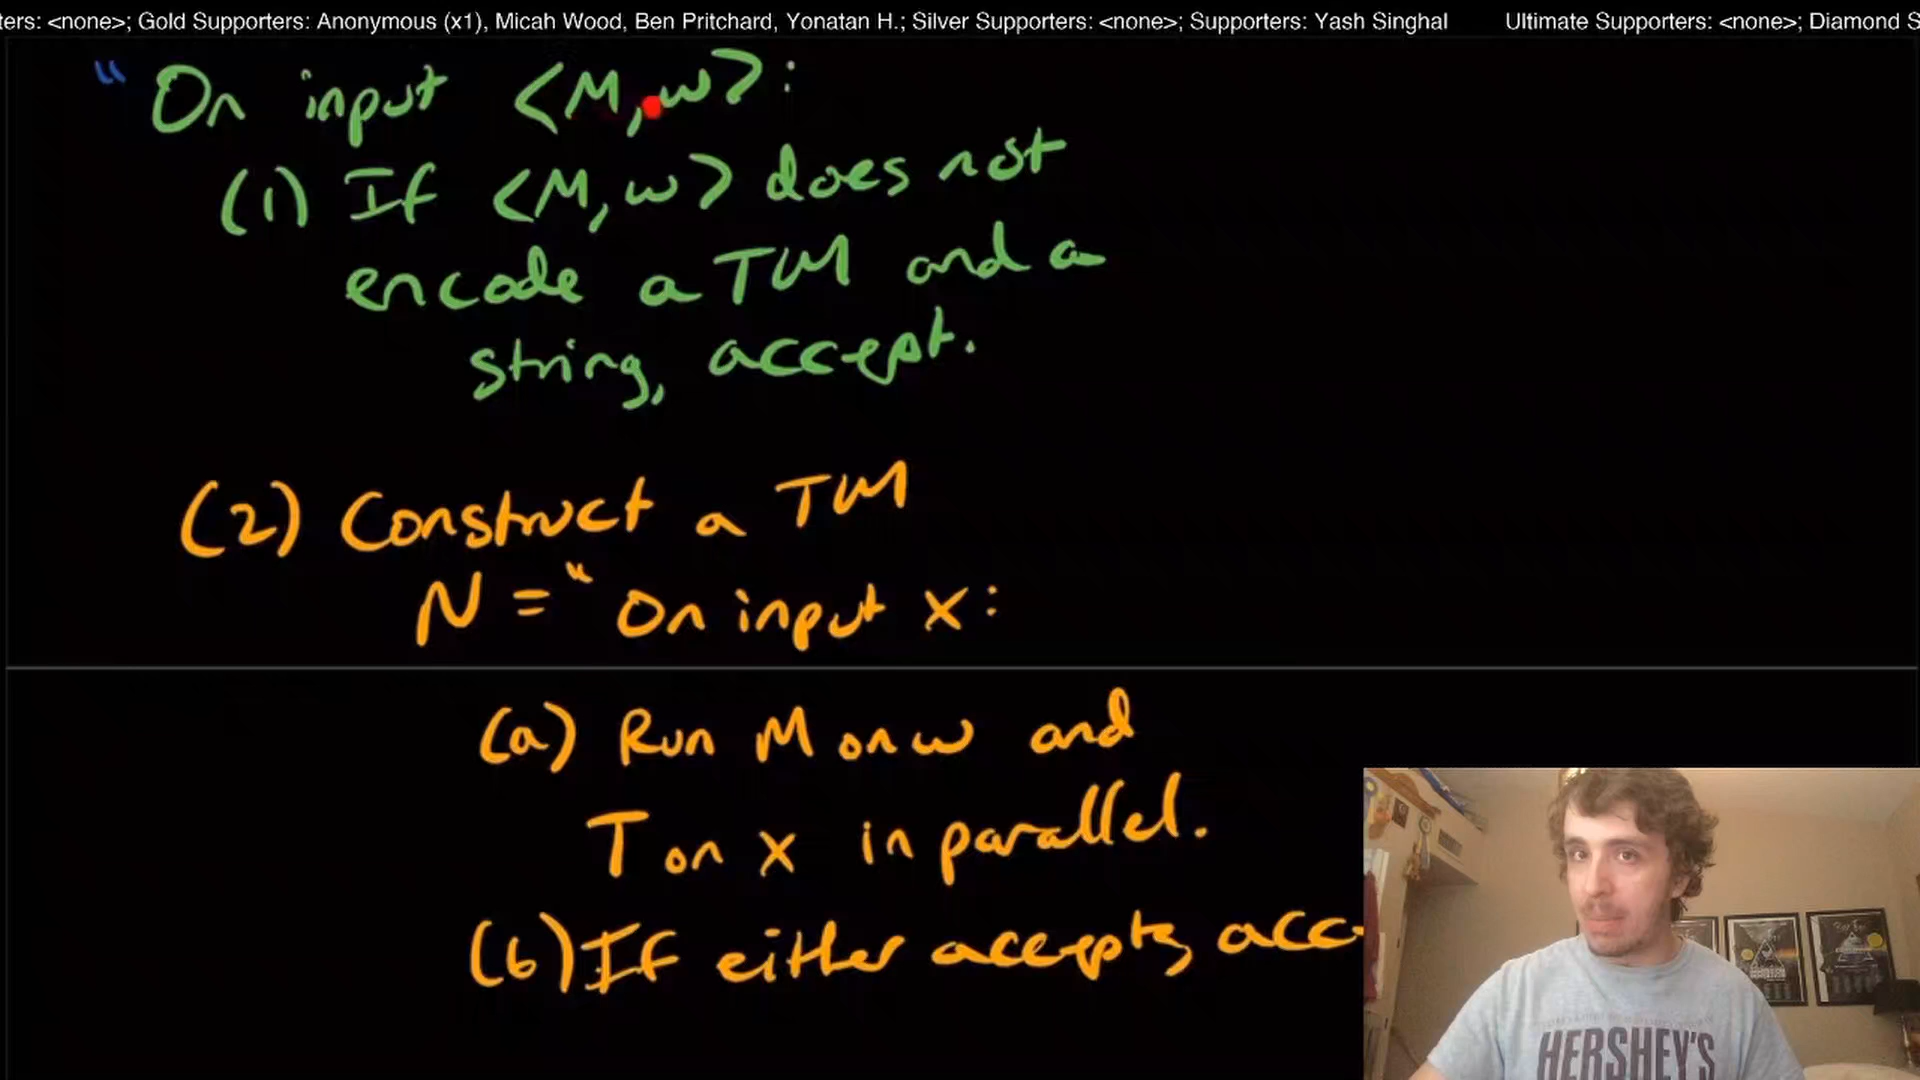 ters: <none>; Gold Supporters: Anonymous (x1), Micah Wood, Ben Pritchard, Yonatan H.; Silver Supporters: <none>; Supporters: Yash Singhal Ultimate Supporters: <none>; Diamond S
“ On input <M, w>:
(1) If <M, w> does not
encode a TM and a
string, accept.
(2) Construct a TM
N = “ On input x:
(a) Run M on w and
T on x in parallel.
(b) If either accepts, acc
HERSHEY'S